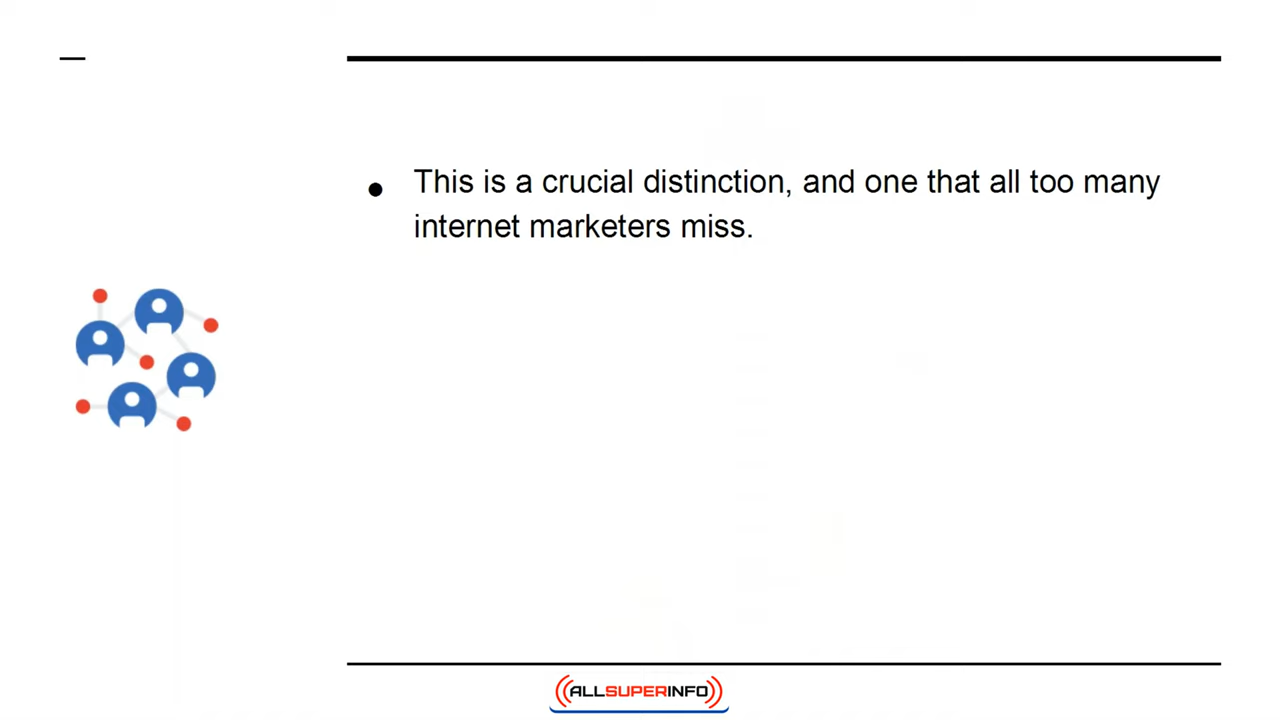 ● This is a crucial distinction, and one that all too many
internet marketers miss.
ALLSUPERINFO